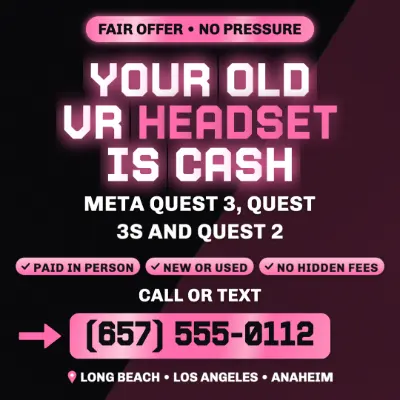 FAIR OFFER • NO PRESSURE
YOUR OLD
VR HEADSET
IS CASH
META QUEST 3, QUEST
3S AND QUEST 2
✓ PAID IN PERSON ✓ NEW OR USED ✓ NO HIDDEN FEES
CALL OR TEXT
(657) 555-0112
LONG BEACH • LOS ANGELES • ANAHEIM